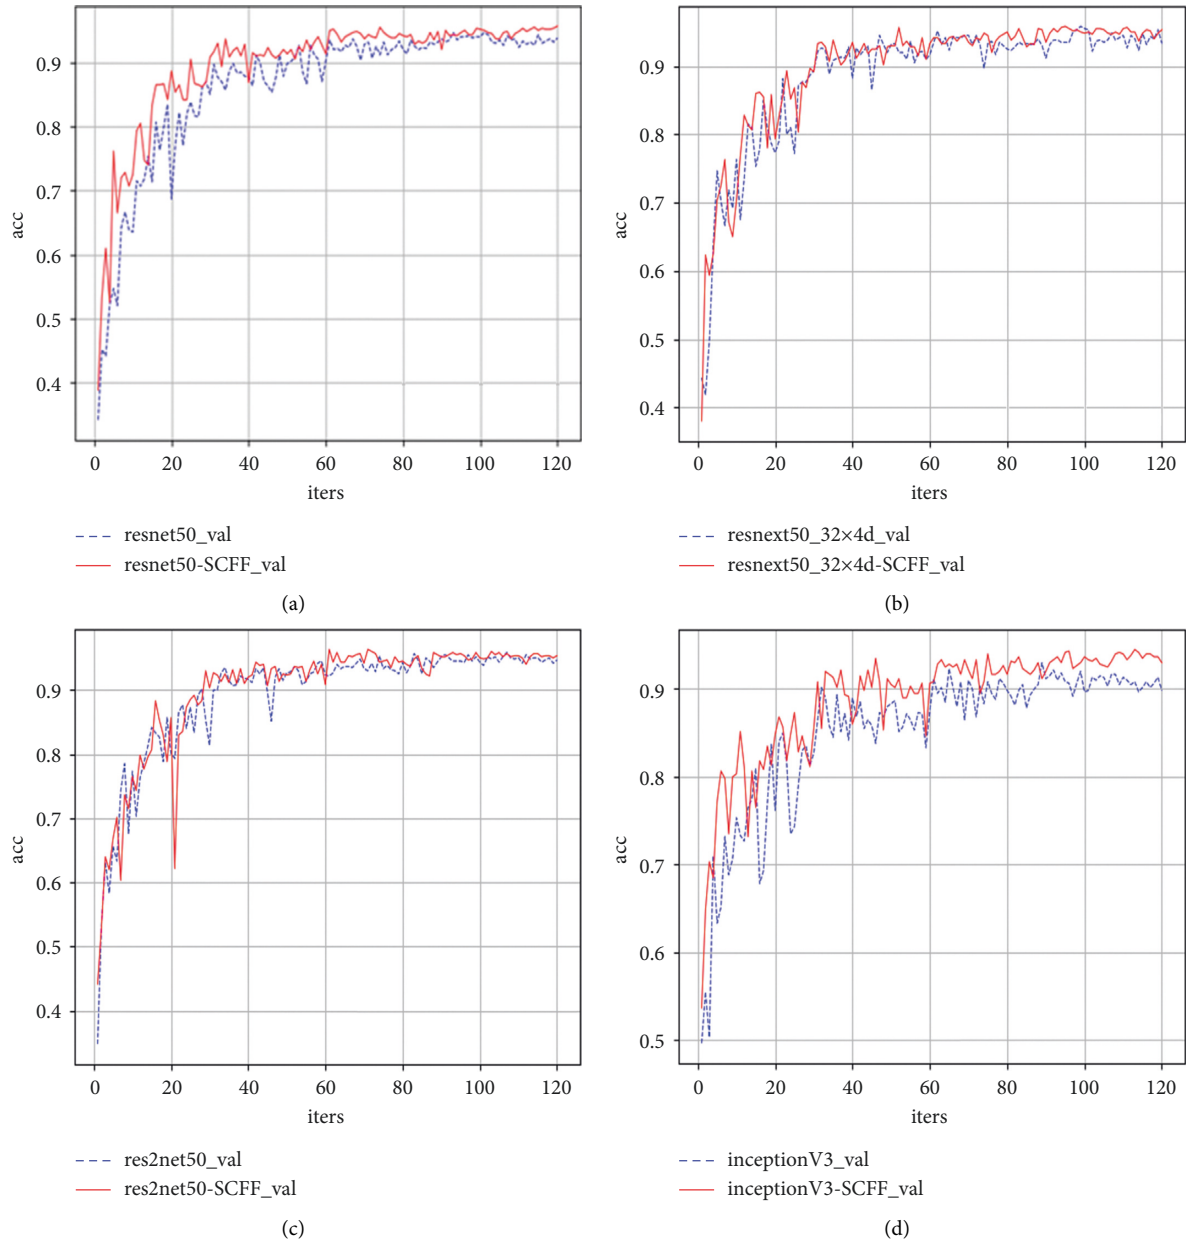 0.9
0.8
0.7
0.6
0.5
0.4
acc
0 20 40 60 80 100 120
iters
resnet50_val
resnet50-SCFF_val
(a)
0.9
0.8
0.7
0.6
0.5
0.4
acc
0 20 40 60 80 100 120
iters
resnext50_32×4d_val
resnext50_32×4d-SCFF_val
(b)
0.9
0.8
0.7
0.6
0.5
0.4
acc
0 20 40 60 80 100 120
iters
res2net50_val
res2net50-SCFF_val
(c)
0.9
0.8
0.7
0.6
0.5
acc
0 20 40 60 80 100 120
iters
inceptionV3_val
inceptionV3-SCFF_val
(d)